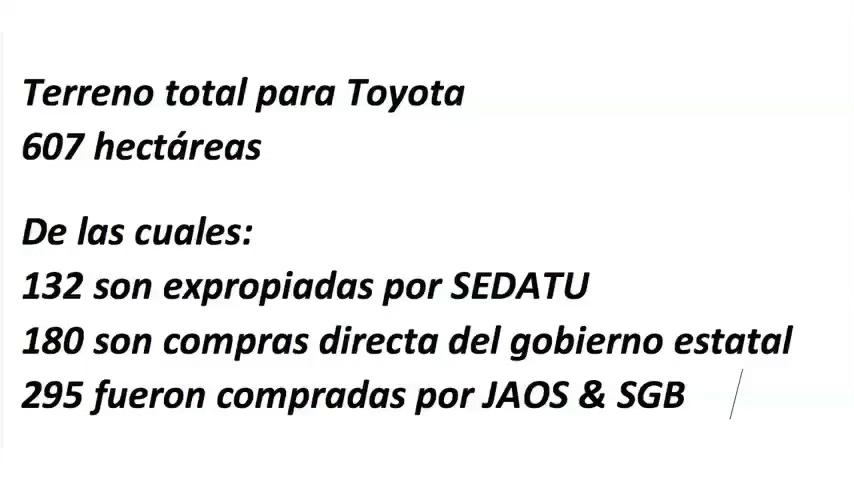 Terreno total para Toyota
607 hectáreas
De las cuales:
132 son expropiadas por SEDATU
180 son compras directa del gobierno estatal
295 fueron compradas por JAOS & SGB